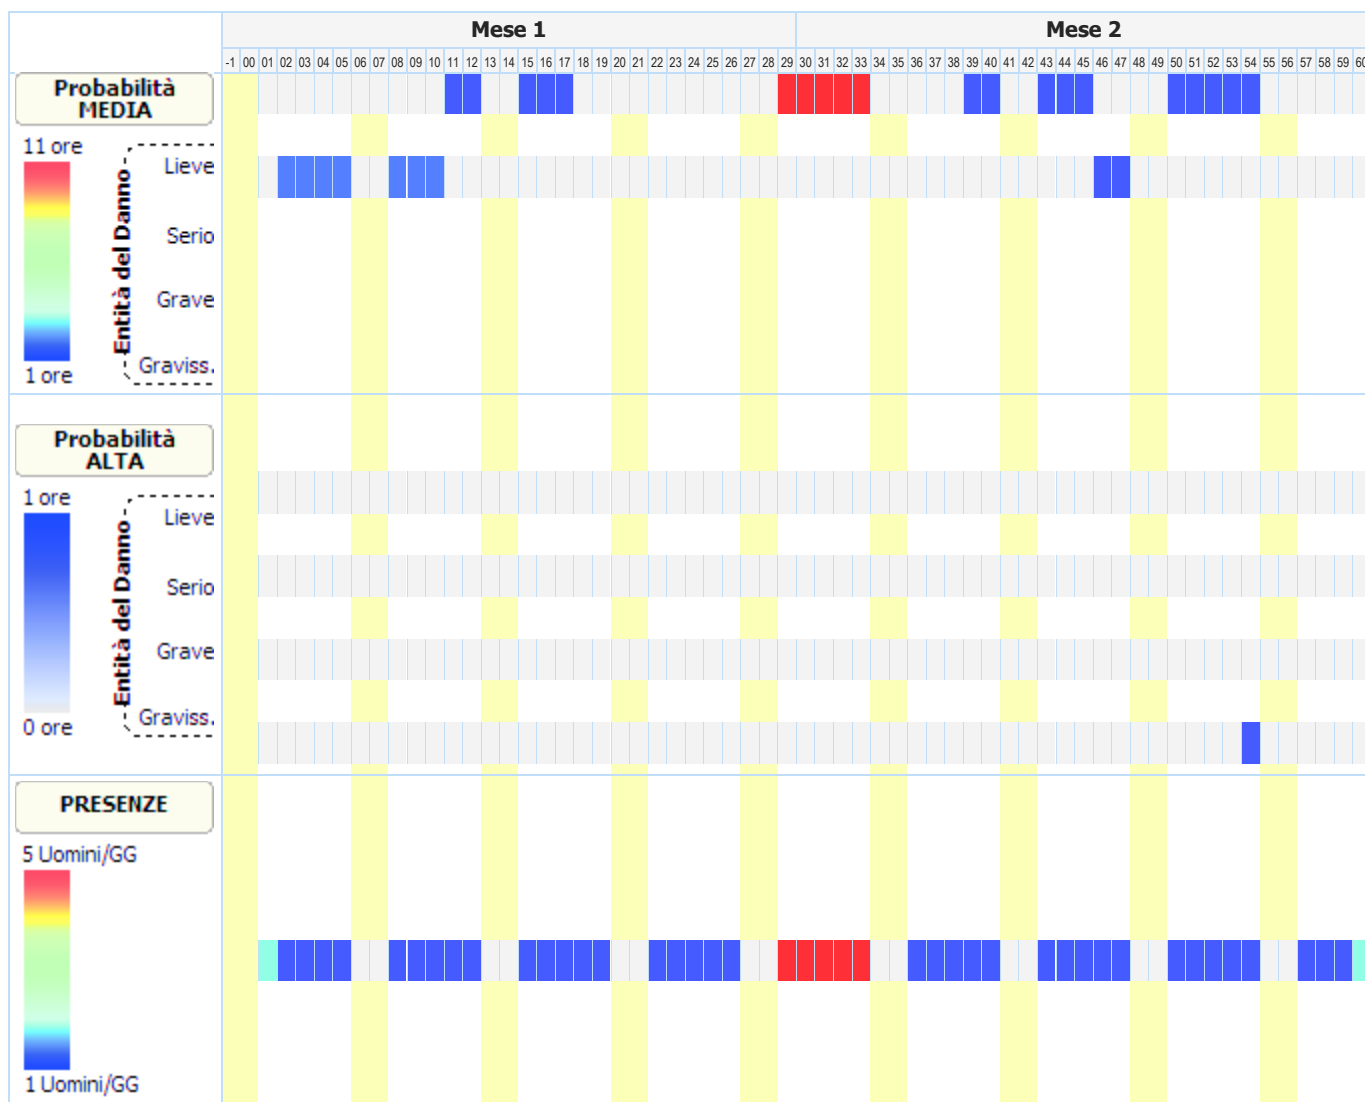 Mese 1 Mese 2
-1 00 01 02 03 04 05 06 07 08 09 10 11 12 13 14 15 16 17 18 19 20 21 22 23 24 25 26 27 28 29 30 31 32 33 34 35 36 37 38 39 40 41 42 43 44 45 46 47 48 49 50 51 52 53 54 55 56 57 58 59 60
Probabilità
MEDIA
11 ore
Entità del Danno
Lieve
Serio
Grave
Graviss.
1 ore
Probabilità
ALTA
1 ore
Entità del Danno
Lieve
Serio
Grave
Graviss.
0 ore
PRESENZE
5 Uomini/GG
1 Uomini/GG